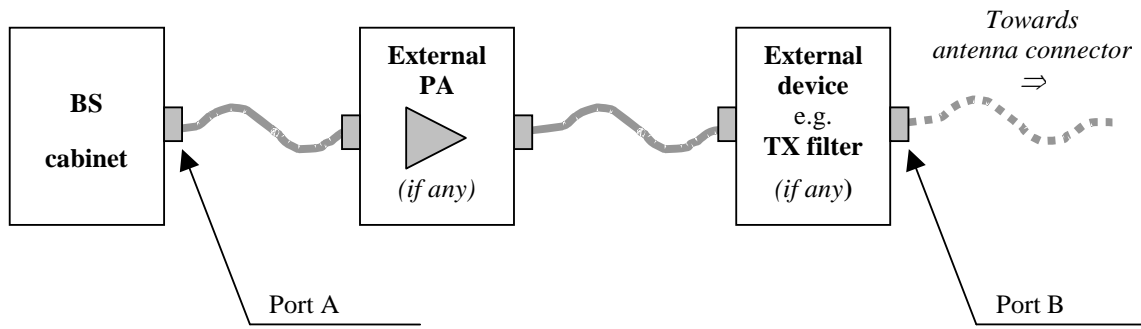 BS
cabinet
External
PA
(if any)
External
device
e.g.
TX filter
(if any)
Towards
antenna connector
⇒
Port A
Port B